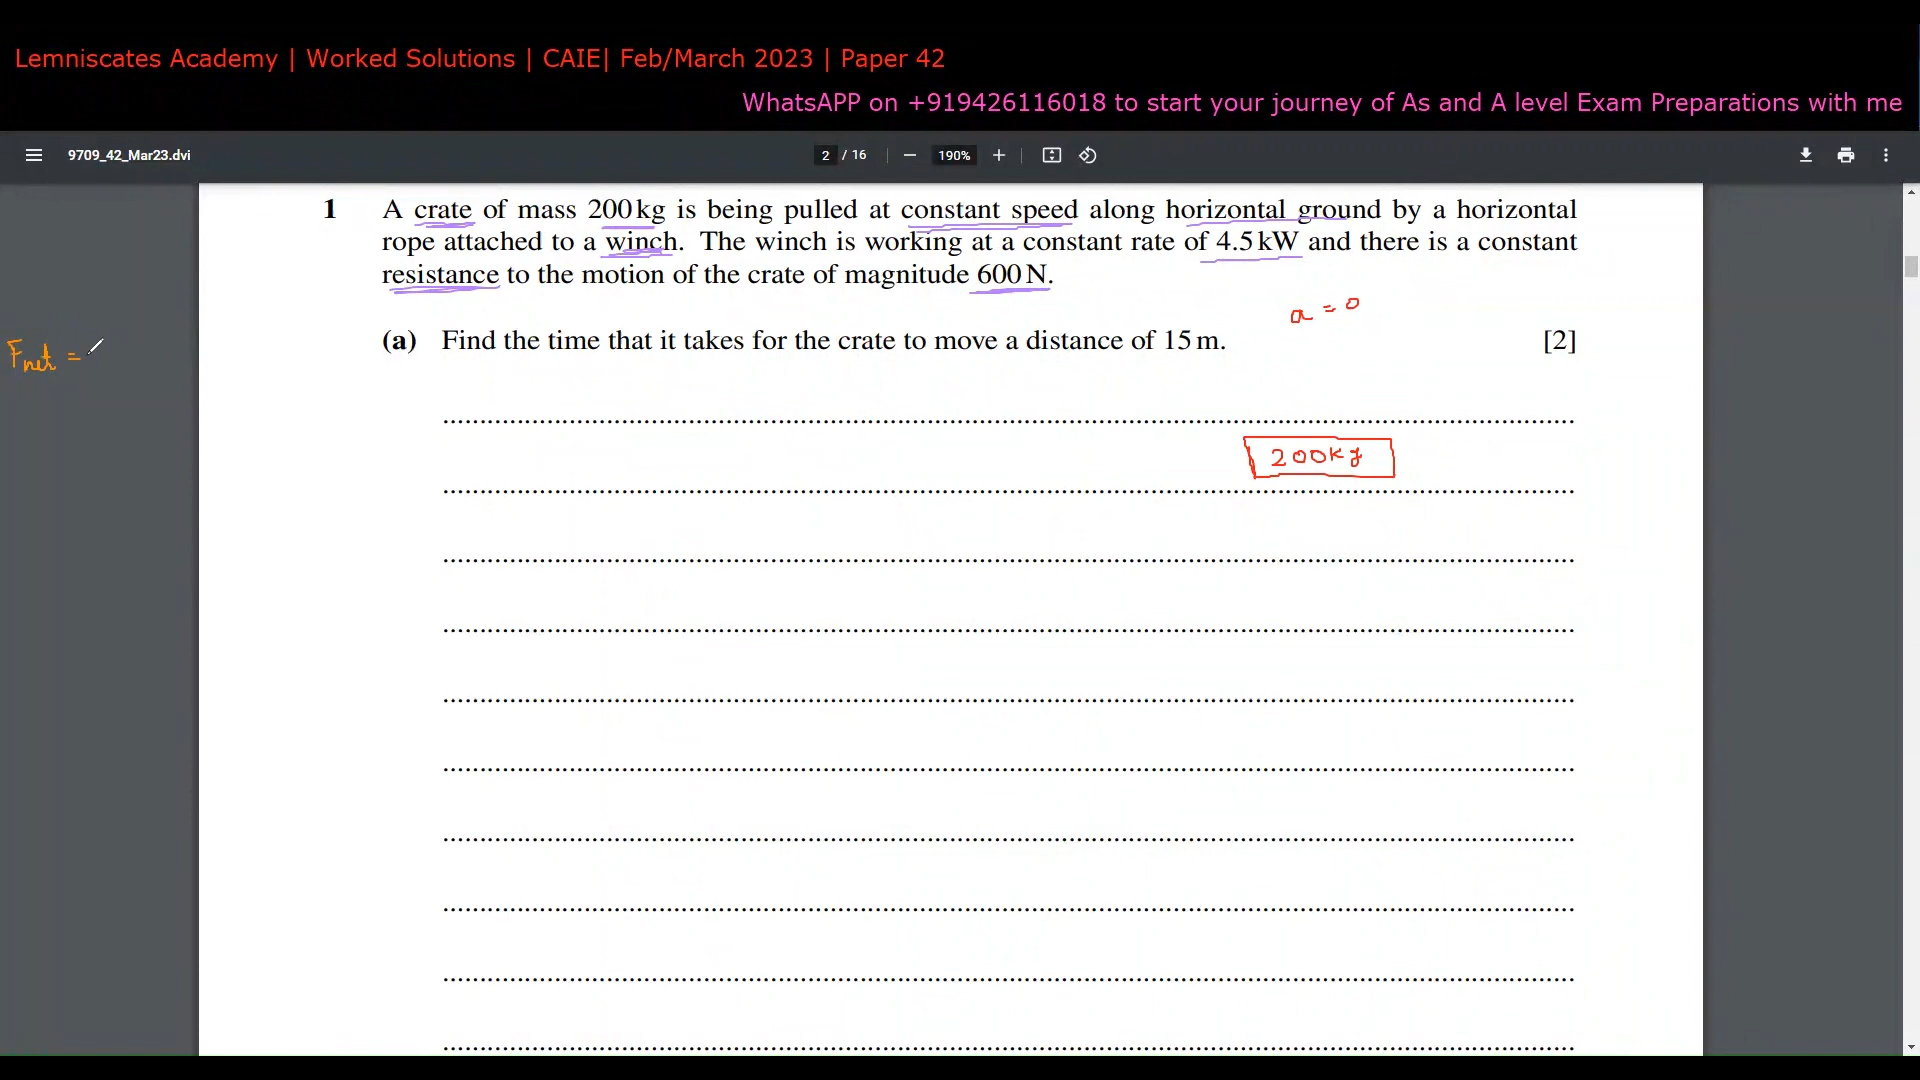 Lemniscates Academy | Worked Solutions | CAIE| Feb/March 2023 | Paper 42
WhatsAPP on +919426116018 to start your journey of As and A level Exam Preparations with me
9709_42_Mar23.dvi
2 / 16
190%
1 A crate of mass 200 kg is being pulled at constant speed along horizontal ground by a horizontal
rope attached to a winch. The winch is working at a constant rate of 4.5 kW and there is a constant
resistance to the motion of the crate of magnitude 600 N.
a = 0
(a) Find the time that it takes for the crate to move a distance of 15 m. [2]
Fnet =
200kg